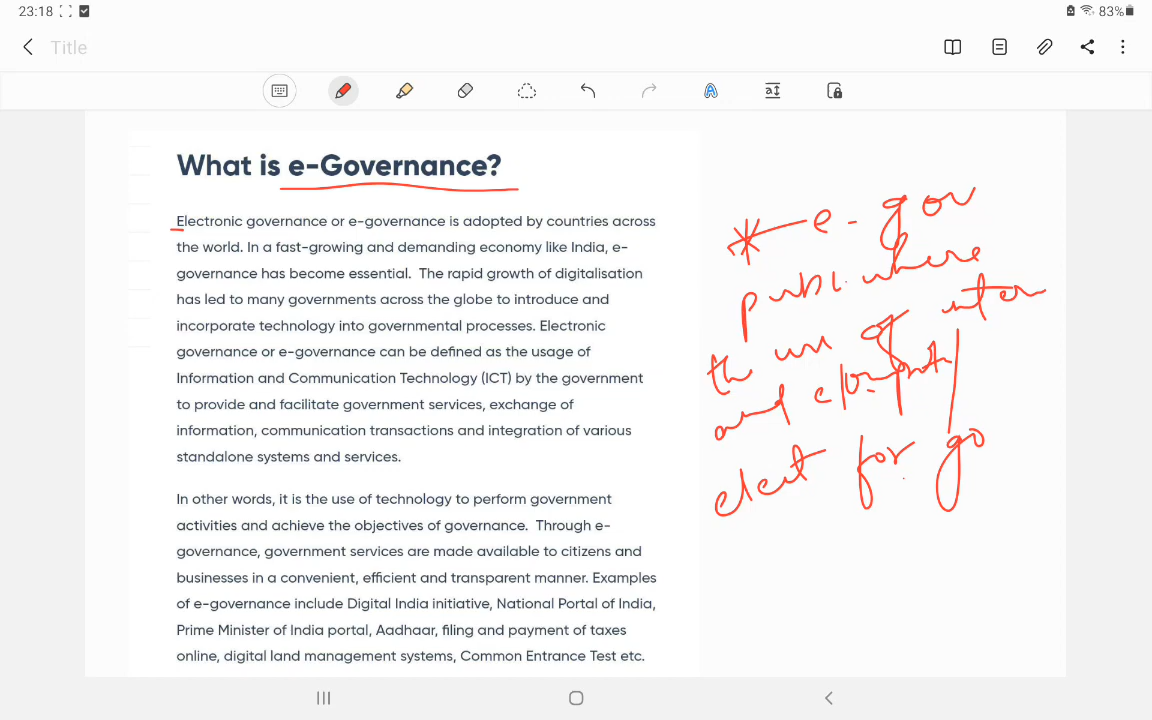 23:18 83%
Title
What is e-Governance?
Electronic governance or e-governance is adopted by countries across
the world. In a fast-growing and demanding economy like India, e-
governance has become essential. The rapid growth of digitalisation
has led to many governments across the globe to introduce and
incorporate technology into governmental processes. Electronic
governance or e-governance can be defined as the usage of
Information and Communication Technology (ICT) by the government
to provide and facilitate government services, exchange of
information, communication transactions and integration of various
standalone systems and services.
In other words, it is the use of technology to perform government
activities and achieve the objectives of governance. Through e-
governance, government services are made available to citizens and
businesses in a convenient, efficient and transparent manner. Examples
of e-governance include Digital India initiative, National Portal of India,
Prime Minister of India portal, Aadhaar, filing and payment of taxes
online, digital land management systems, Common Entrance Test etc.
* e - gov
publ. where
the use of inter
and
elect for go